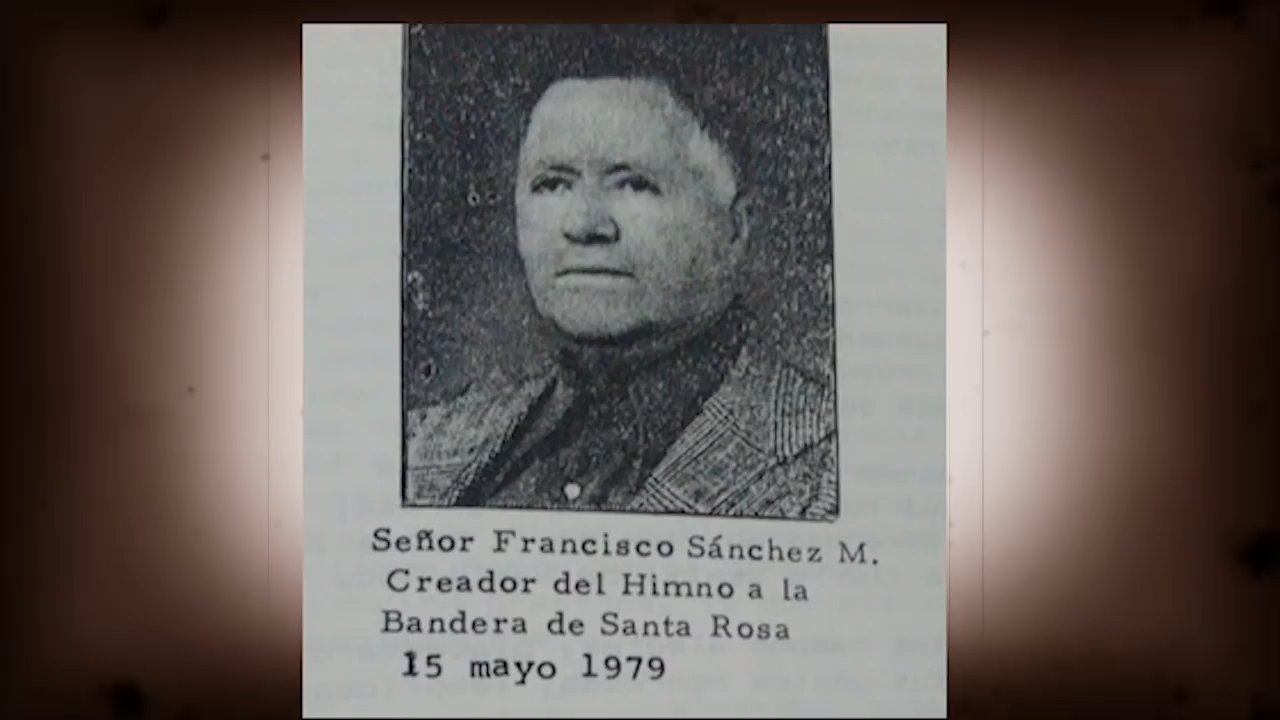 Señor Francisco Sánchez M.
Creador del Himno a la
Bandera de Santa Rosa
15 mayo 1979